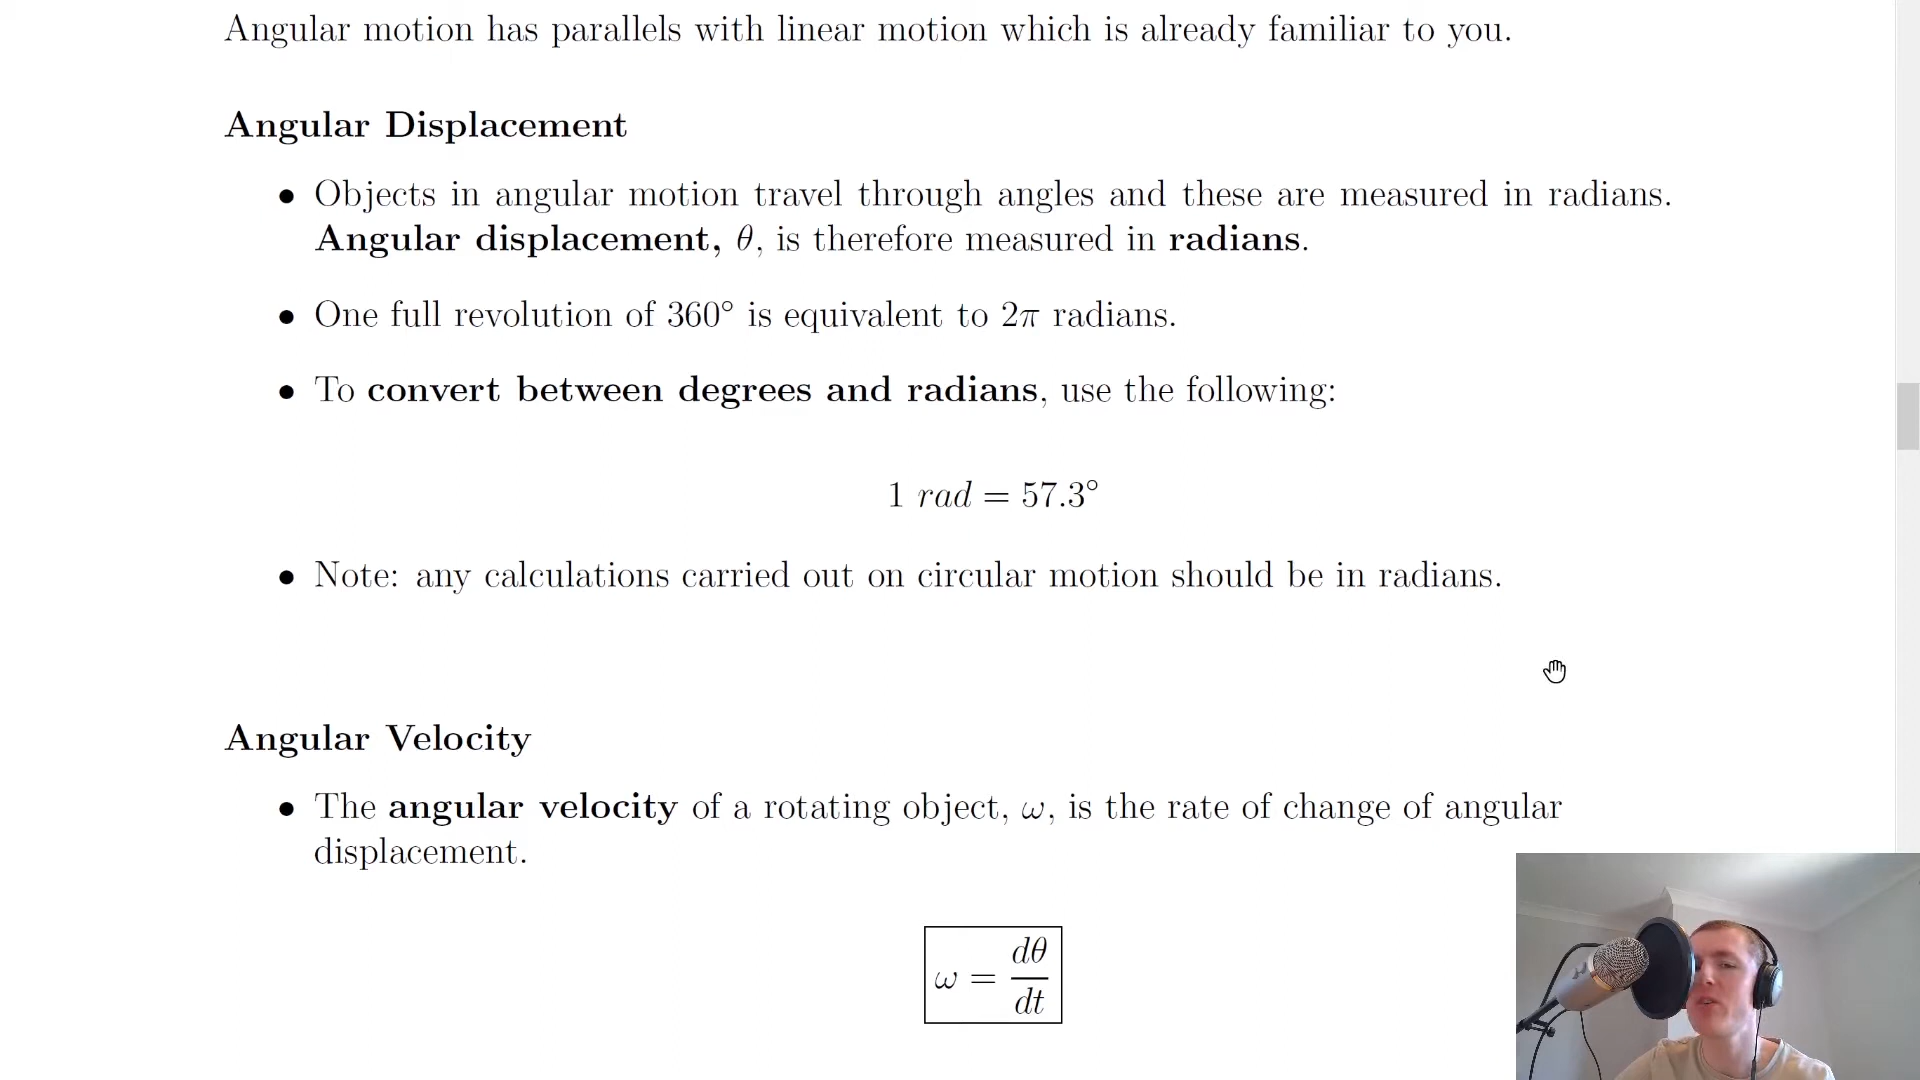 Angular motion has parallels with linear motion which is already familiar to you.
Angular Displacement
• Objects in angular motion travel through angles and these are measured in radians.
Angular displacement, θ, is therefore measured in radians.
• One full revolution of 360° is equivalent to 2π radians.
• To convert between degrees and radians, use the following:
1 rad = 57.3°
• Note: any calculations carried out on circular motion should be in radians.
Angular Velocity
• The angular velocity of a rotating object, ω, is the rate of change of angular
displacement.
ω = dθ/dt